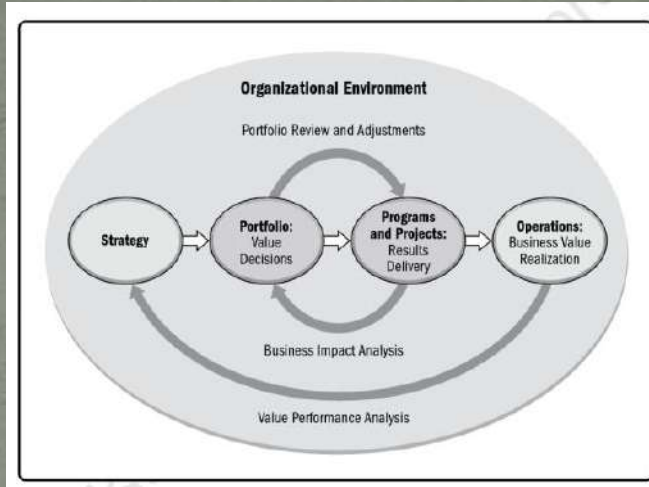 Organizational Environment
Portfolio Review and Adjustments
Strategy
Portfolio:
Value
Decisions
Programs
and Projects:
Results
Delivery
Operations:
Business Value
Realization
Business Impact Analysis
Value Performance Analysis